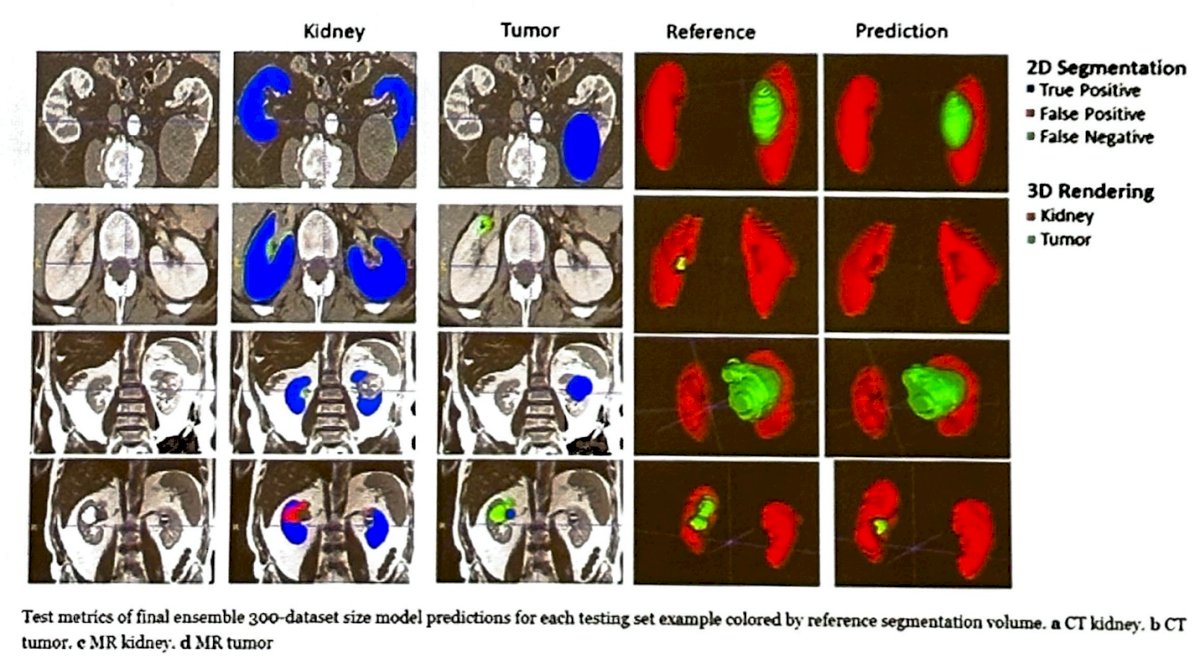 Kidney Tumor Reference Prediction
2D Segmentation
True Positive
False Positive
False Negative
3D Rendering
Kidney
Tumor
Test metrics of final ensemble 300-dataset size model predictions for each testing set example colored by reference segmentation volume. a CT kidney. b CT
tumor. c MR kidney. d MR tumor